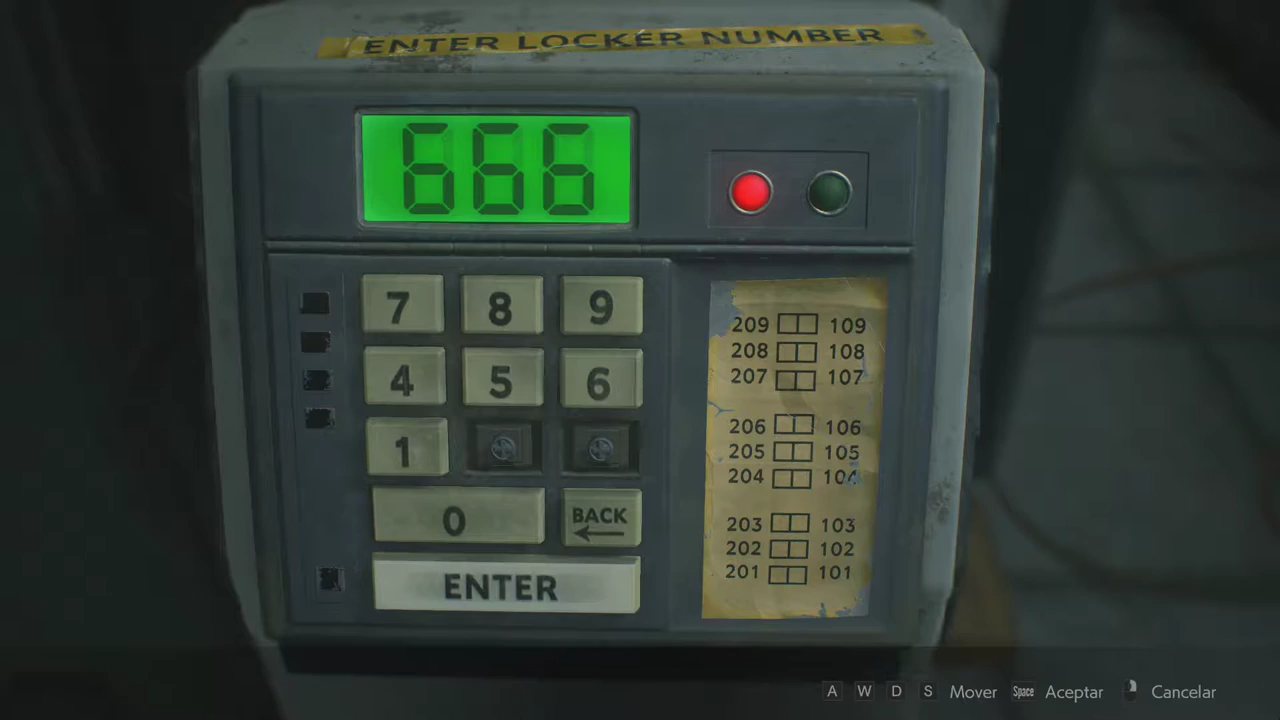 ENTER LOCKER NUMBER
666
7 8 9
4 5 6
1
0 BACK
ENTER
209 109
208 108
207 107
206 106
205 105
204 104
203 103
202 102
201 101
A W D S Mover Space Aceptar Cancelar